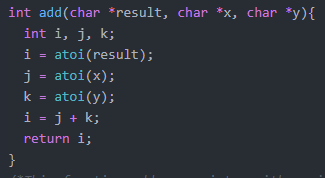 int add(char *result, char *x, char *y){
int i, j, k;
i = atoi(result);
j = atoi(x);
k = atoi(y);
i = j + k;
return i;
}